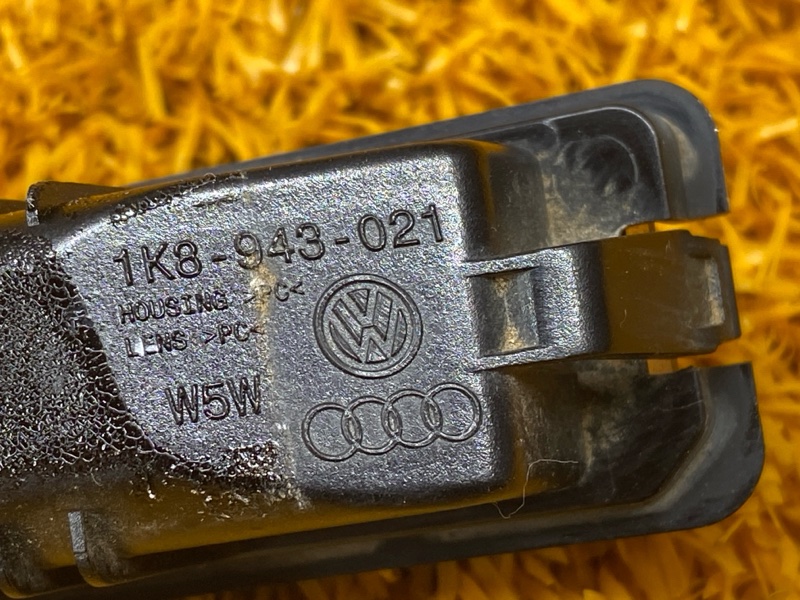 1K8-943-021
HOUSING >PC<
LENS >PC<
W5W